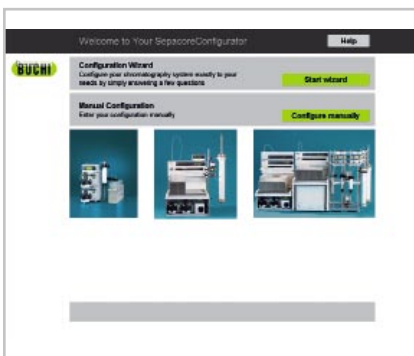 Welcome to Your SepacoreConfigurator
Help
BUCHI
Configuration Wizard
Configure your chromatography system exactly to your
needs by simply answering a few questions
Start wizard
Manual Configuration
Enter your configuration manually
Configure manually